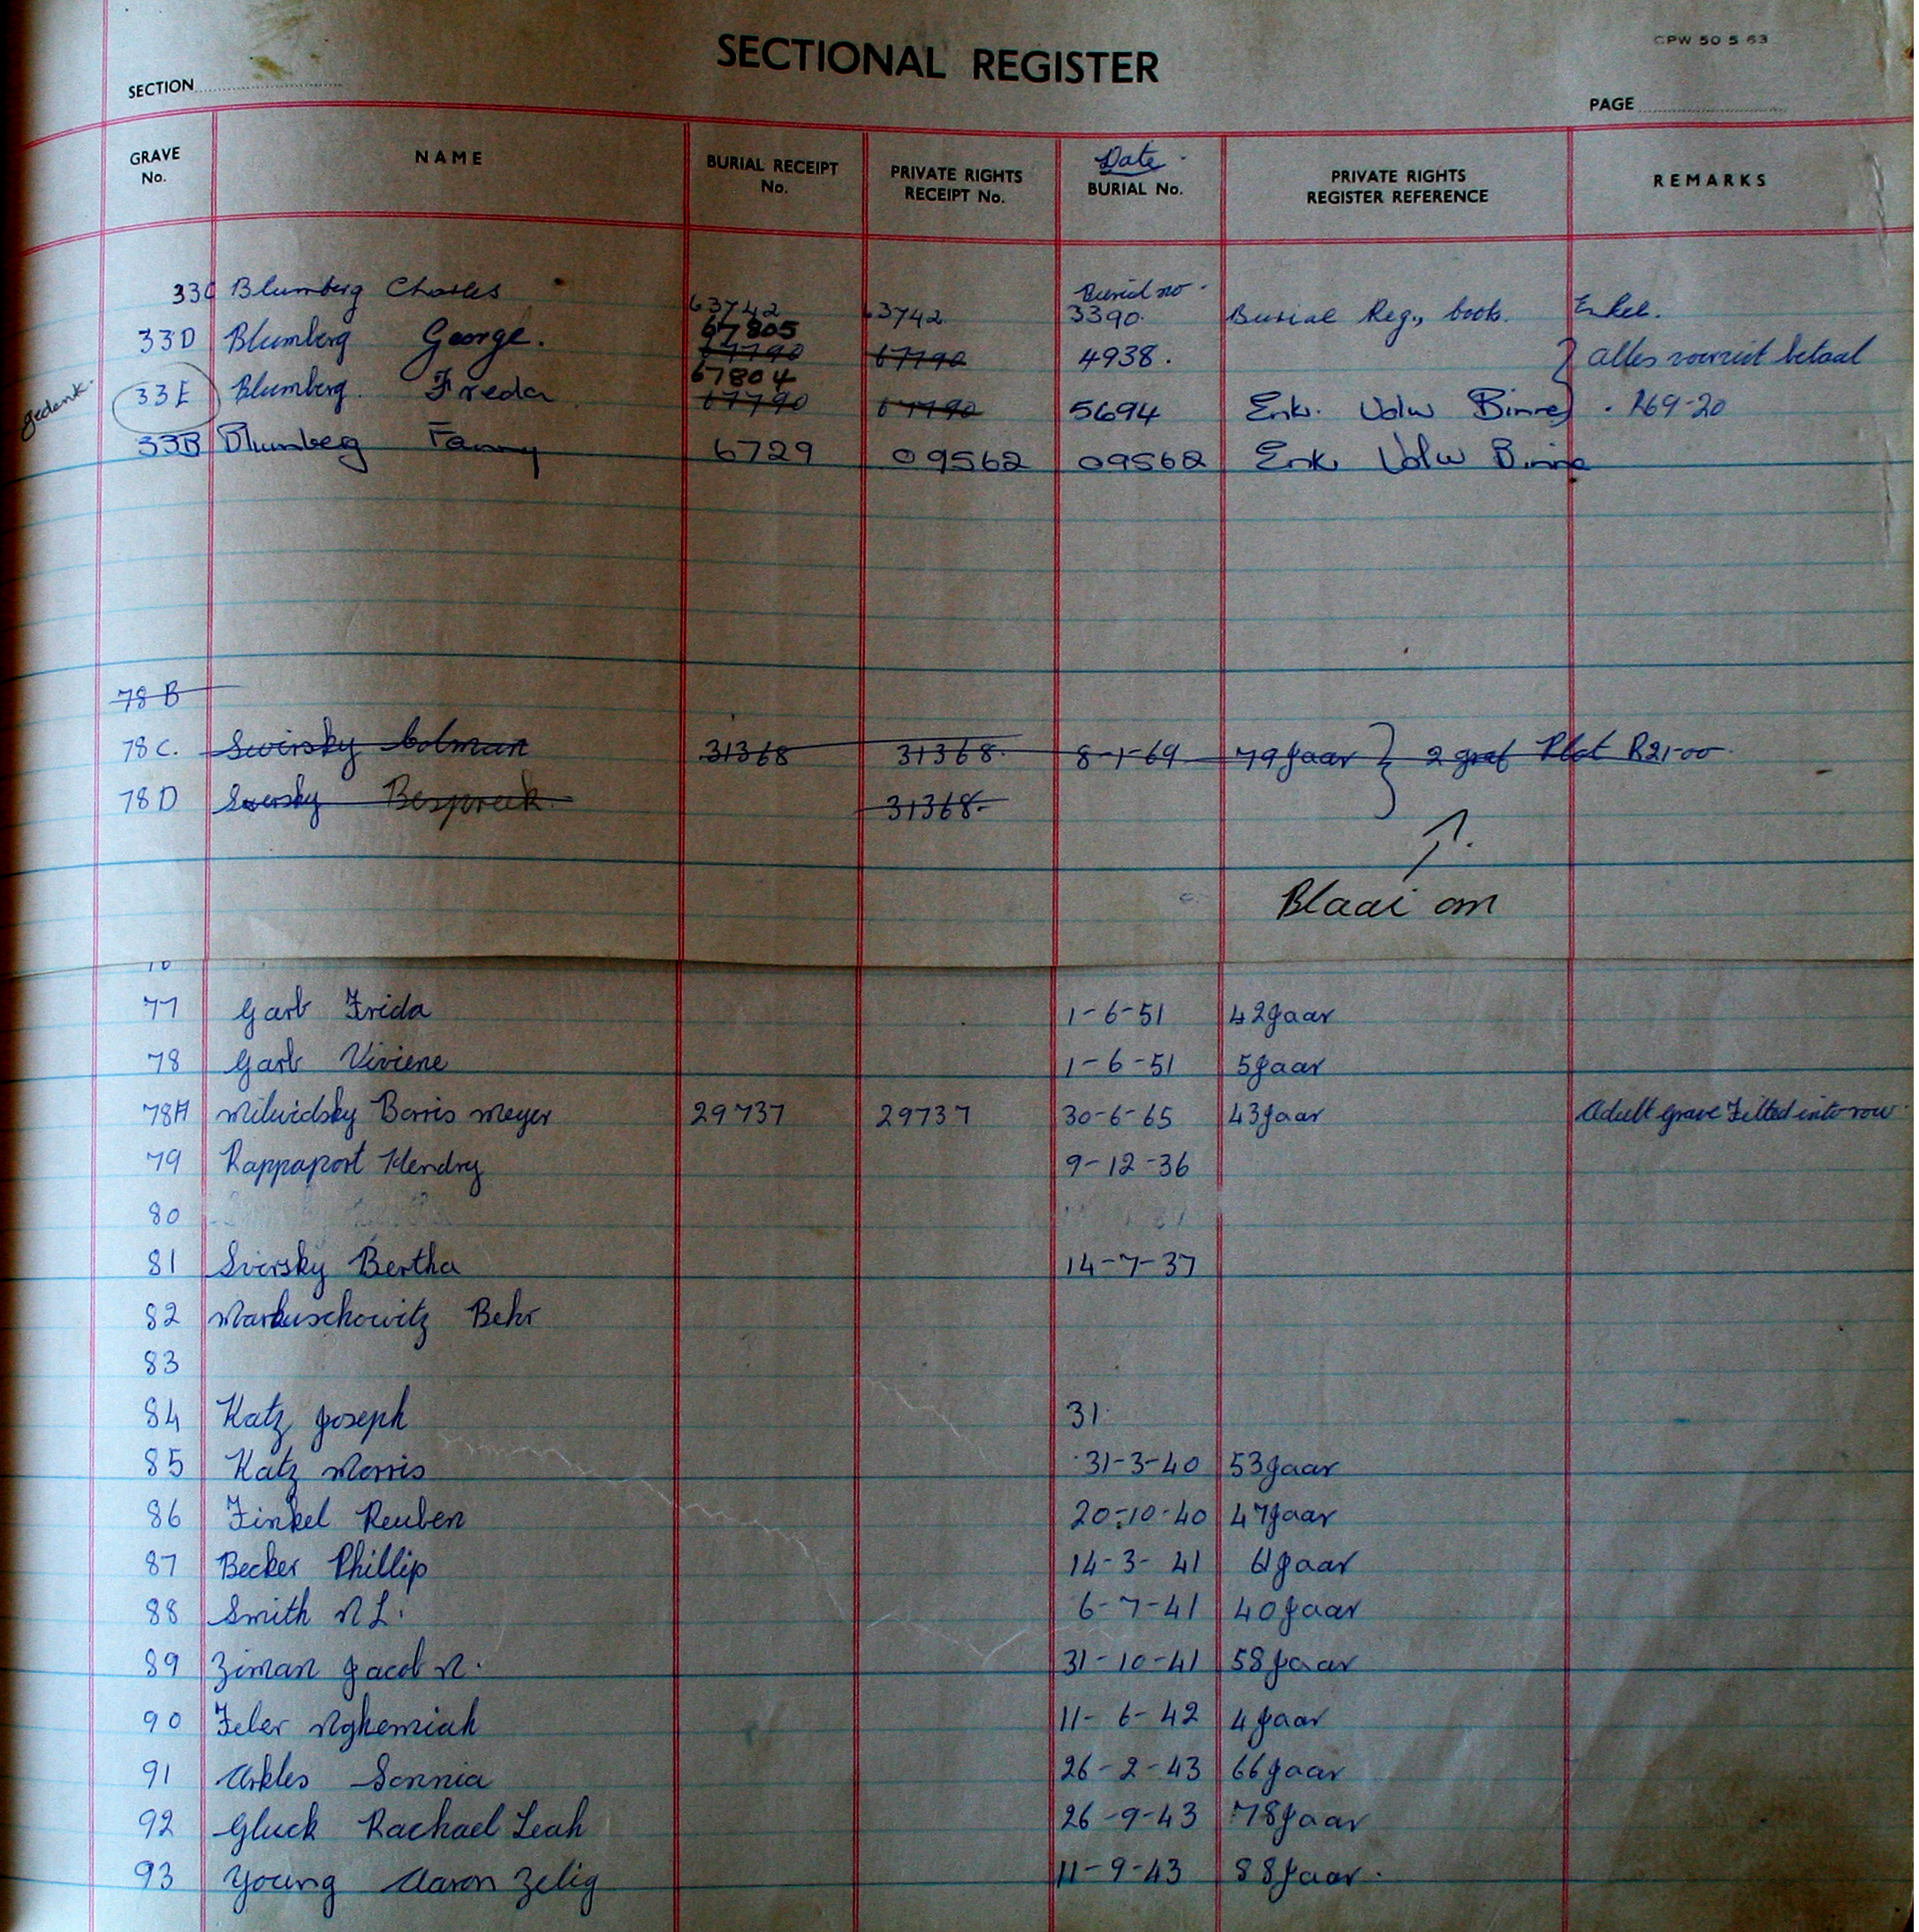 SECTIONAL REGISTER
CPW 50 5 63
SECTION
PAGE
GRAVE No. NAME BURIAL RECEIPT No. PRIVATE RIGHTS RECEIPT No. Date BURIAL No. PRIVATE RIGHTS REGISTER REFERENCE REMARKS
33C Blumberg Charles 63742 63742 Burial no. 3390. Burial Reg., book. Enkel.
33D Blumberg George. 67805 67790 67790 4938. alles vooruit betaal
gedenk. 33E Blumberg. Freda 67804 67790 67790 5694 Enk. Volw Binne . R69-20
33B Blumberg Fanny 6729 09562 09562 Enk. Volw Binne
78 B
78 C. Swirsky Colman 31368 31368. 8-1-69 79 Jaar 2 graf Plot R21-00
78 D Swersky Bespreek 31368.
Blaai om
77 Garb Frida 1-6-51 42 Jaar
78 Garb Viviene 1-6-51 5 Jaar
78A Milwidsky Borris Meyer 29737 29737 30-6-65 43 Jaar Adult grave Fitted into row
79 Rappaport Hendry 9-12-36
80
81 Svirsky Bertha 14-7-37
82 Markuschowitz Behr
83
84 Katz Joseph 31
85 Katz Morris 31-3-40 53 Jaar
86 Finkel Reuben 20-10-40 47 Jaar
87 Becker Phillip 14-3-41 61 Jaar
88 Smith N L. 6-7-41 40 Jaar
89 Ziman Jacob N. 31-10-41 58 Jaar
90 Feler Nghemiah 11-6-42 4 Jaar
91 Arkles Sonnia 26-2-43 66 Jaar
92 Gluck Rachael Leah 26-9-43 78 Jaar
93 Young Aaron Zelig 11-9-43 88 Jaar.